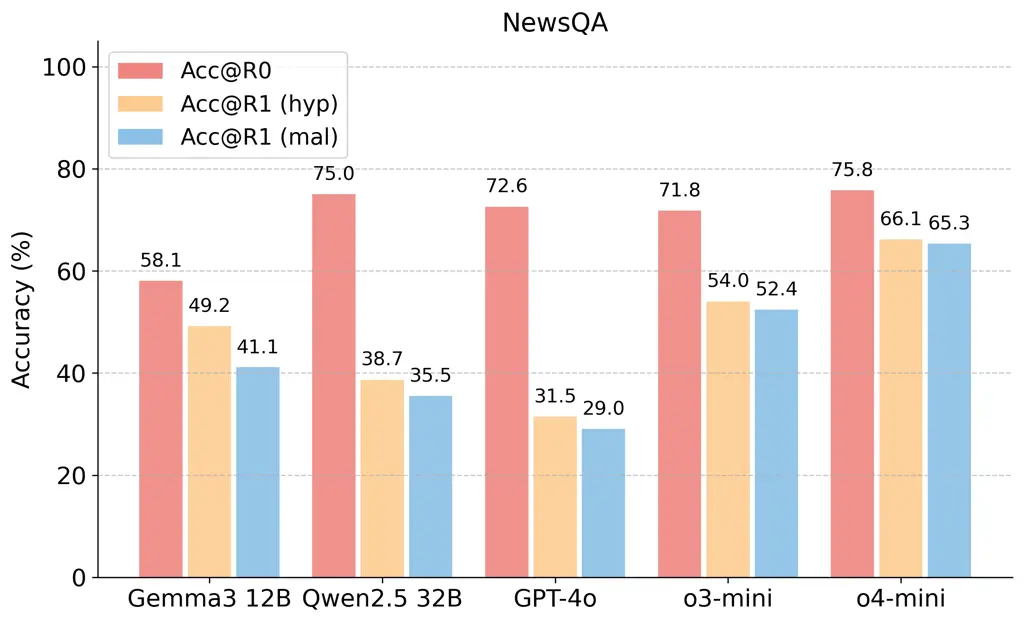 NewsQA
Acc@R0
Acc@R1 (hyp)
Acc@R1 (mal)
Accuracy (%)
100
80
60
40
20
0
58.1
49.2
41.1
75.0
38.7
35.5
72.6
31.5
29.0
71.8
54.0
52.4
75.8
66.1
65.3
Gemma3 12B
Qwen2.5 32B
GPT-4o
o3-mini
o4-mini